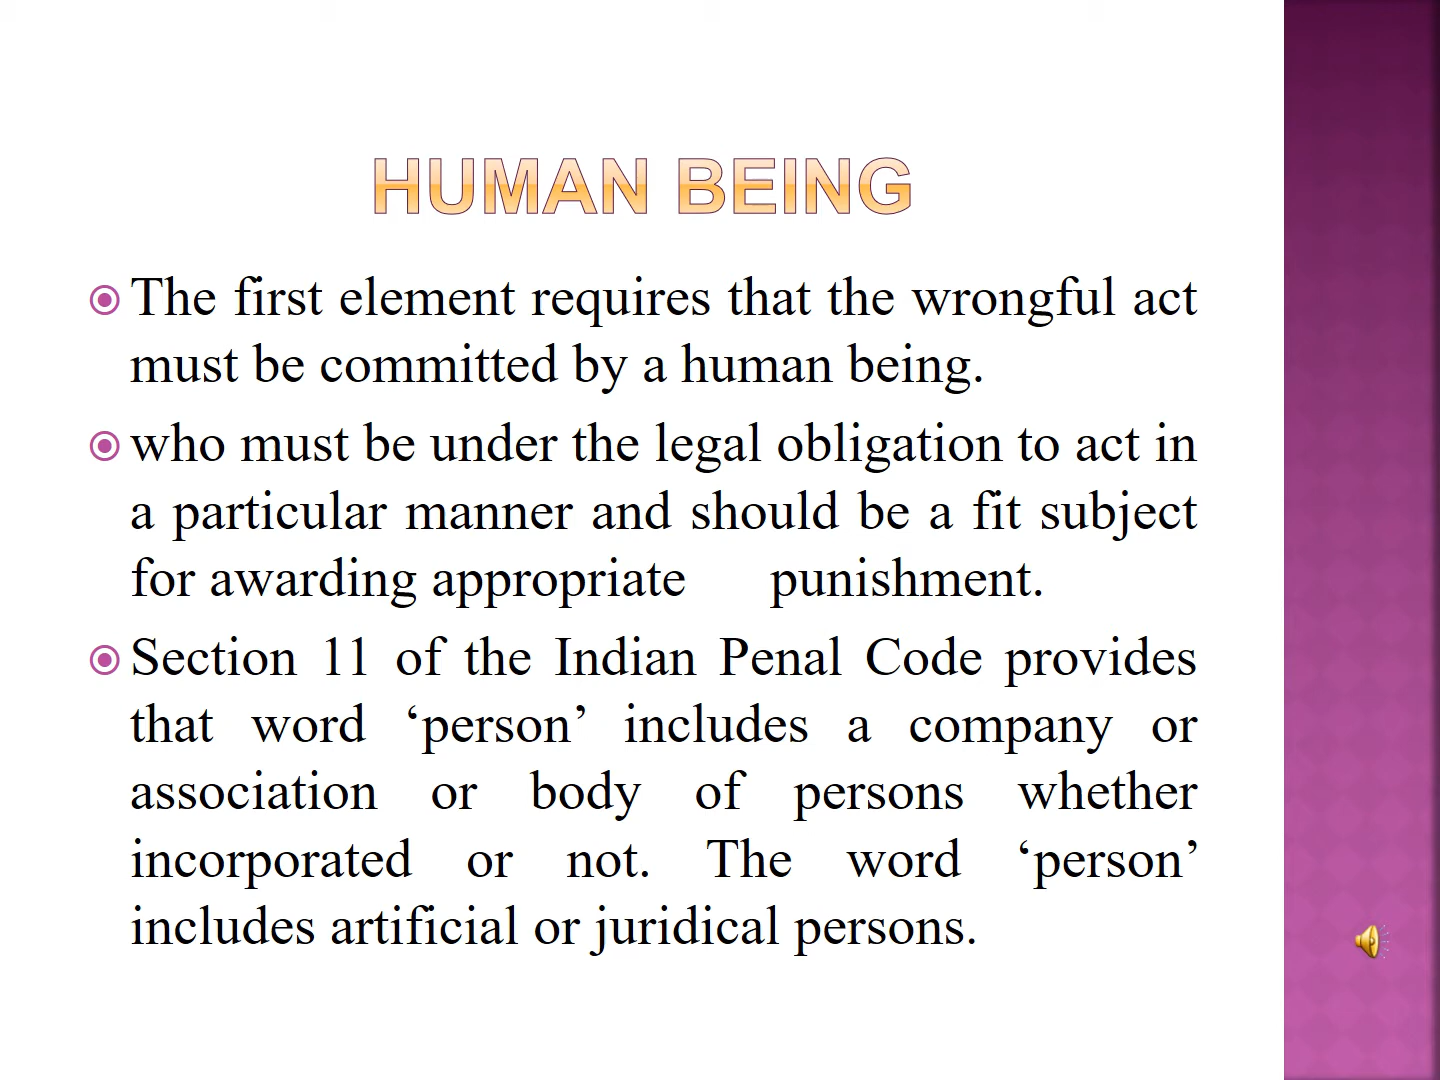 HUMAN BEING
The first element requires that the wrongful act
must be committed by a human being.
who must be under the legal obligation to act in
a particular manner and should be a fit subject
for awarding appropriate punishment.
Section 11 of the Indian Penal Code provides
that word ‘person’ includes a company or
association or body of persons whether
incorporated or not. The word ‘person’
includes artificial or juridical persons.